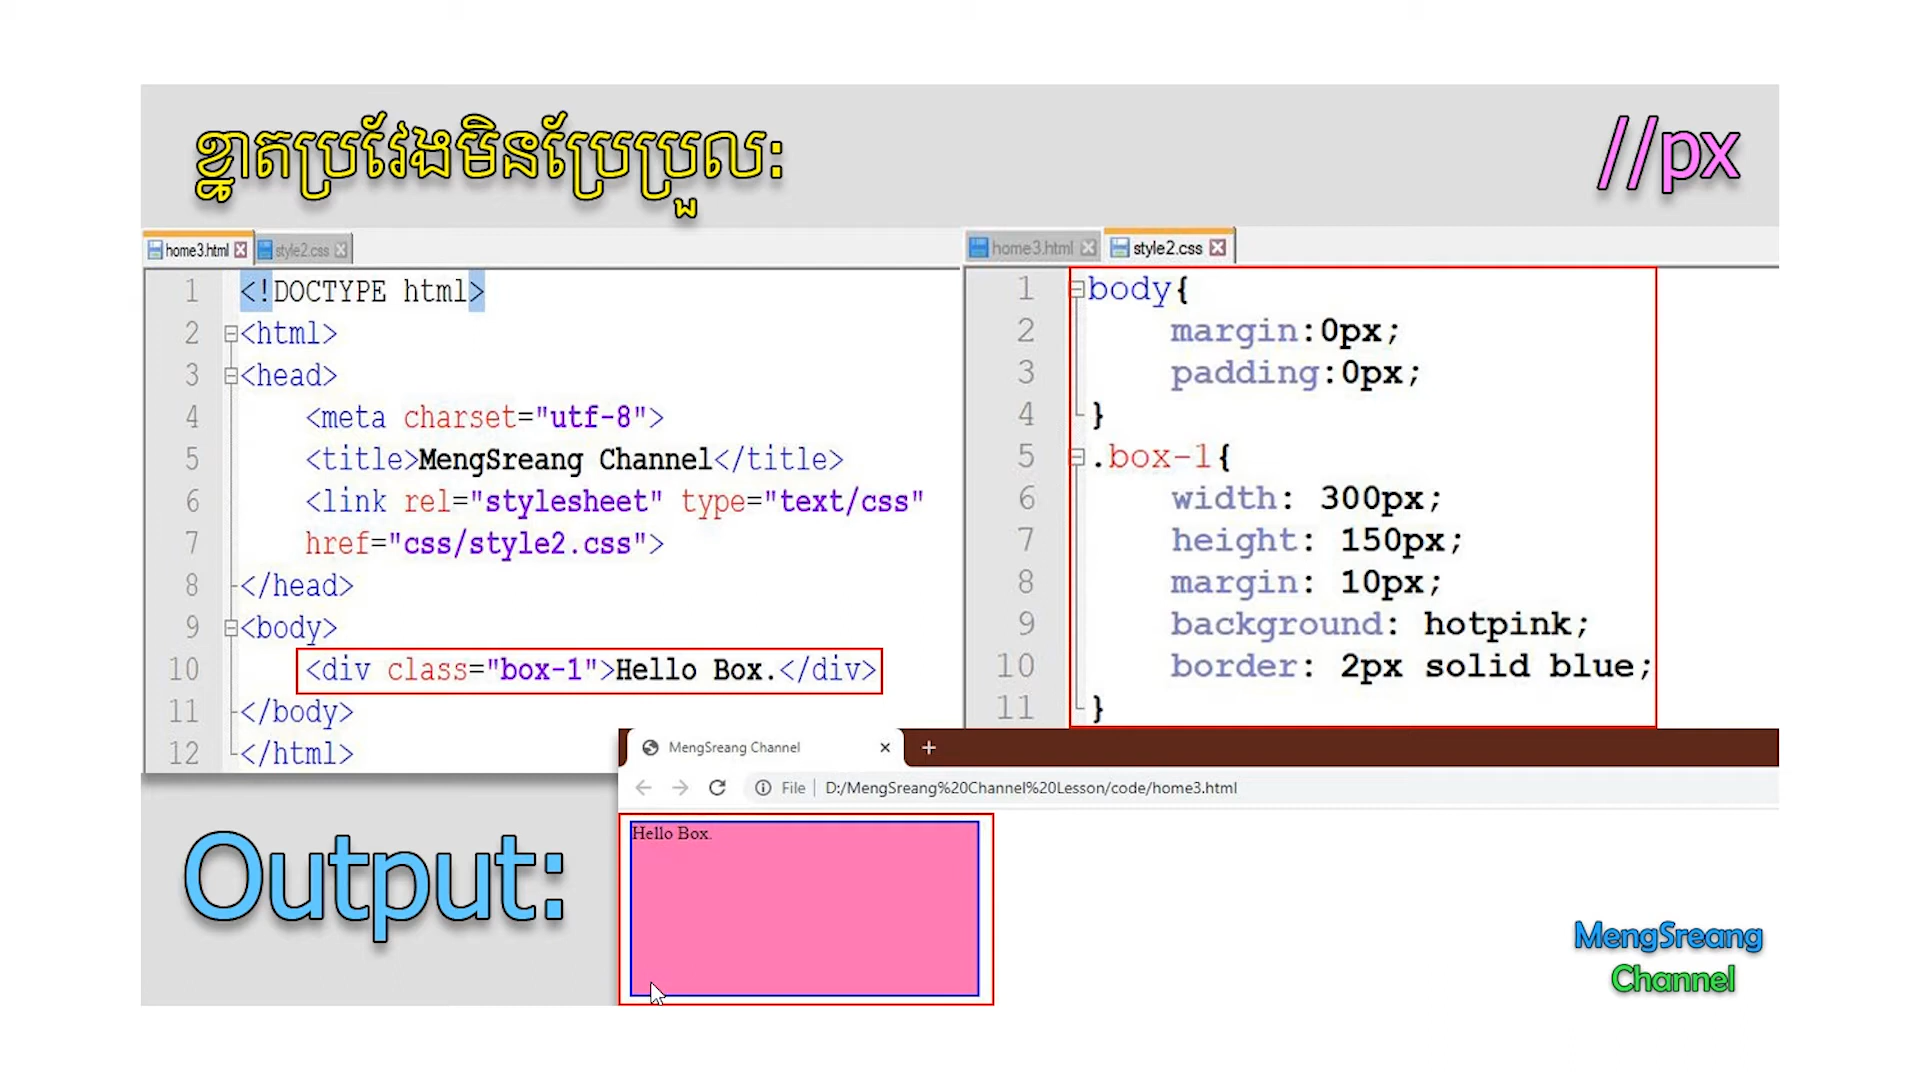 ខ្នាតប្រវែងមិនប្រែប្រួល:
//px
home3.html style2.css
1 <!DOCTYPE html>
2 <html>
3 <head>
4 <meta charset="utf-8">
5 <title>MengSreang Channel</title>
6 <link rel="stylesheet" type="text/css"
7 href="css/style2.css">
8 </head>
9 <body>
10 <div class="box-1">Hello Box.</div>
11 </body>
12 </html>
home3.html style2.css
1 body{
2 margin:0px;
3 padding:0px;
4 }
5 .box-1{
6 width: 300px;
7 height: 150px;
8 margin: 10px;
9 background: hotpink;
10 border: 2px solid blue;
11 }
Output:
MengSreang Channel
File D:/MengSreang%20Channel%20Lesson/code/home3.html
Hello Box.
MengSreang
Channel